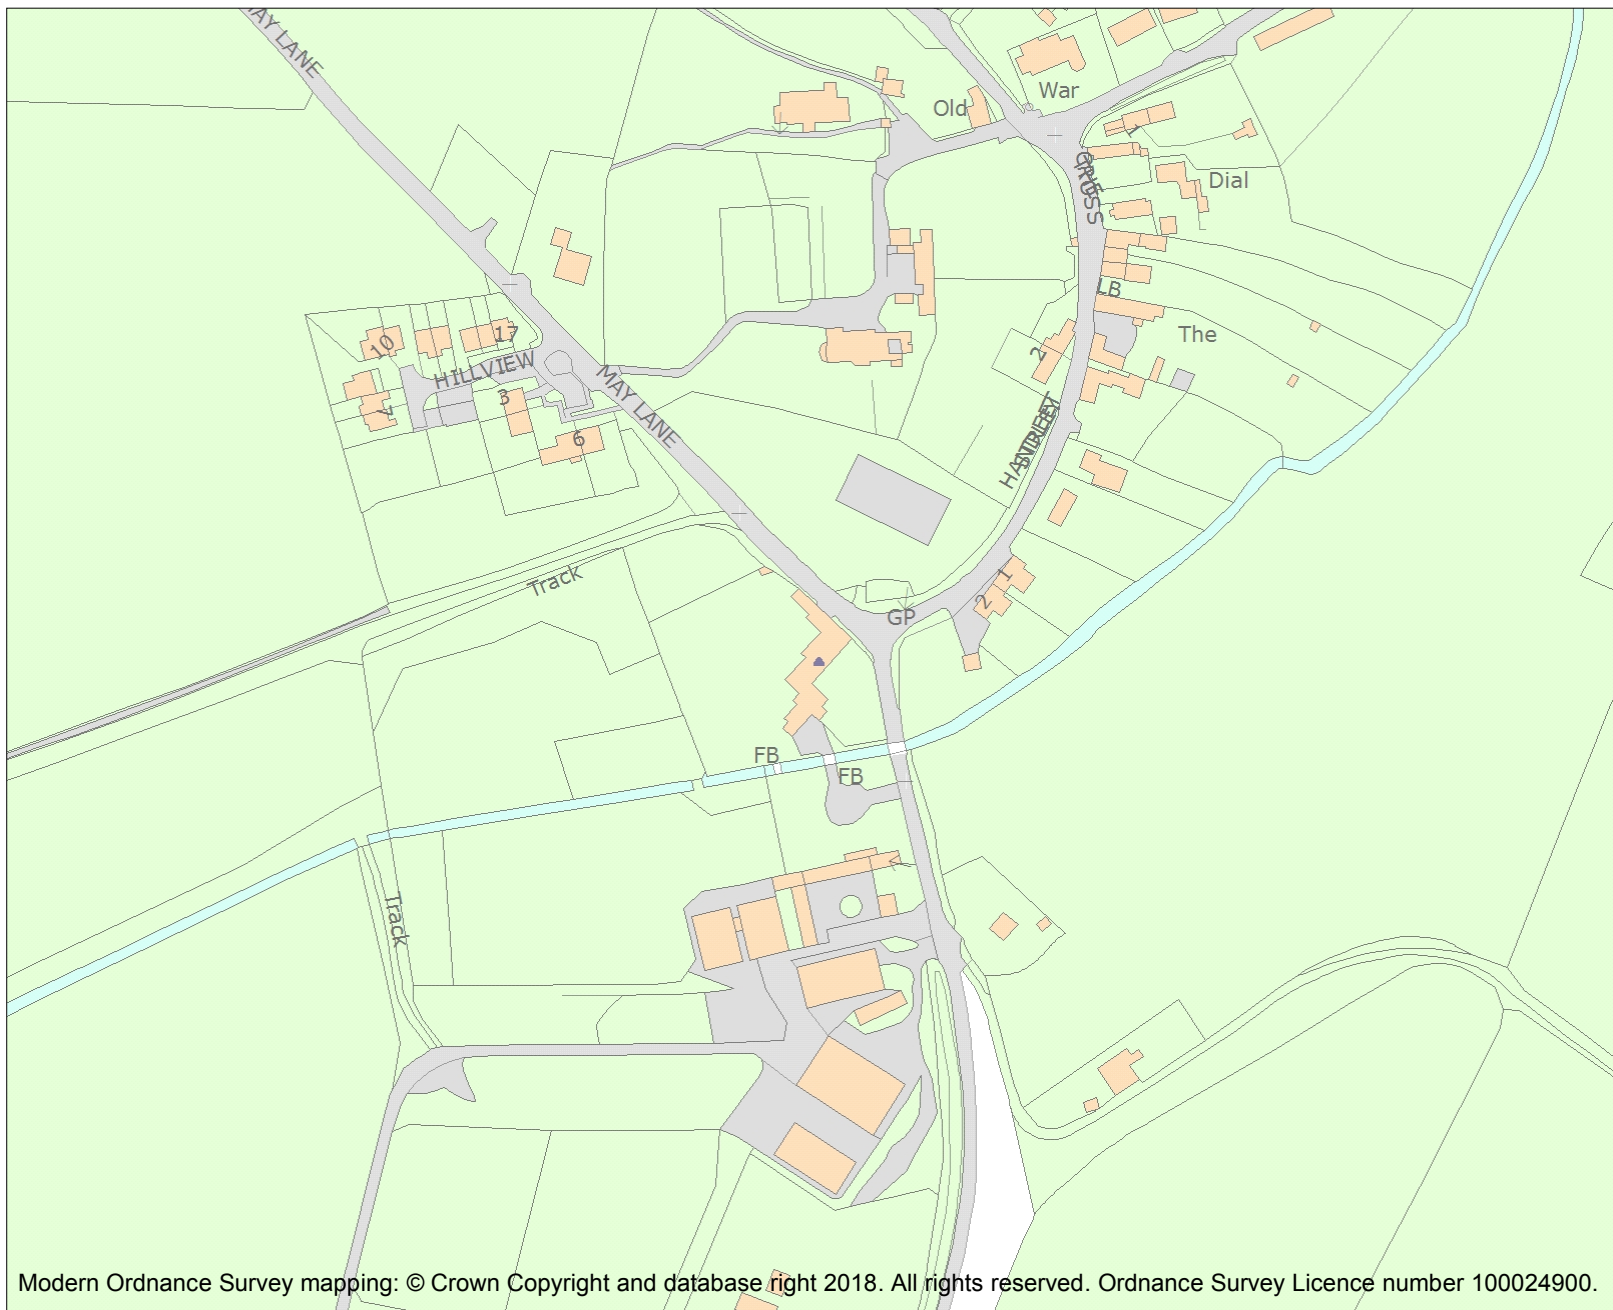 MAY LANE
War
Old
CROSS
Dial
LB
The
17
10
HILLVIEW
2
3
7
MAY LANE
6
STREET
1
1
Track
2
GP
FB
FB
Track
Modern Ordnance Survey mapping: © Crown Copyright and database right 2018. All rights reserved. Ordnance Survey Licence number 100024900.